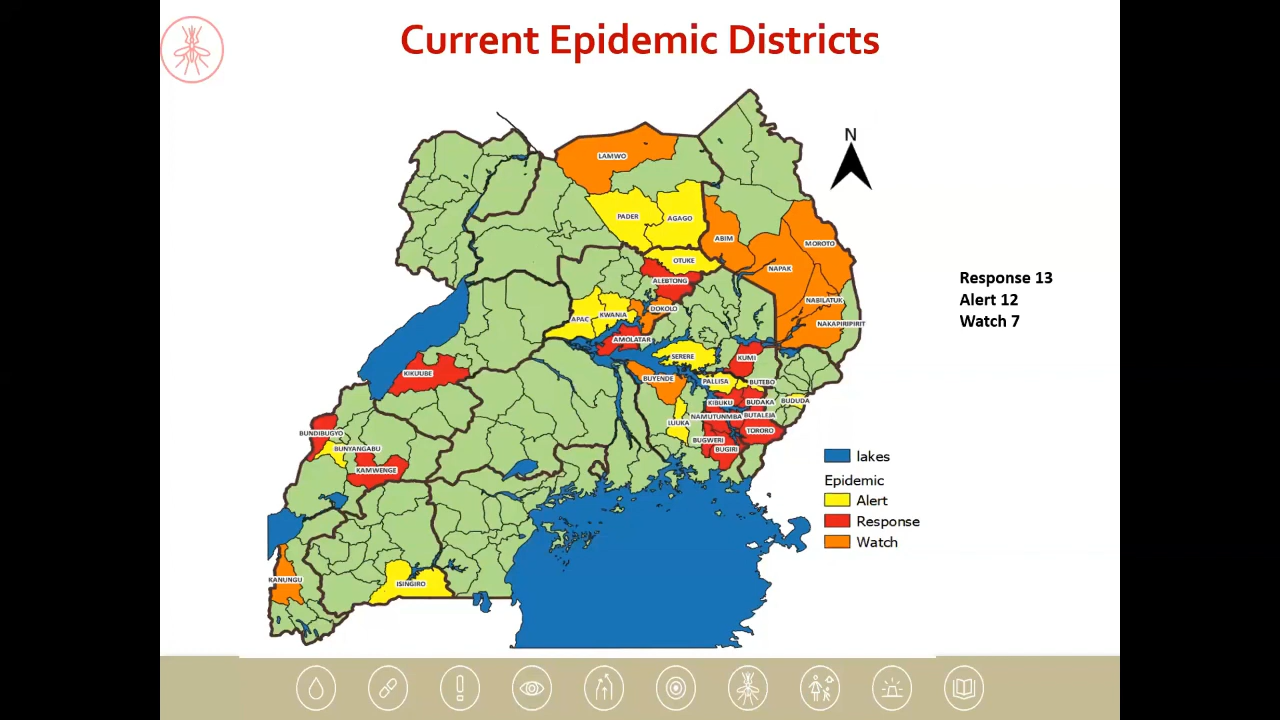 Current Epidemic Districts
N
LAMWO
PADER
AGAGO
ABIM
MOROTO
OTUKE
NAPAK
ALEBTONG
NABILATUK
DOKOLO
KWANIA
APAC
NAKAPIRIPIRIT
AMOLATAR
SERERE
KUMI
KIKUUBE
BUYENDE
PALLISA
BUTEBO
KIBUKU
BUDAKA
BUDUDA
NAMUTUNMBA
BUTALEJA
LUUKA
TORORO
BUNDIBUGYO
BUGWERI
BUNYANGABU
BUGIRI
KAMWENGE
KANUNGU
ISINGIRO
Response 13
Alert 12
Watch 7
lakes
Epidemic
Alert
Response
Watch